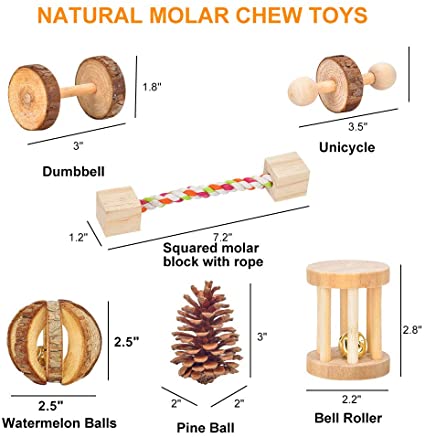 NATURAL MOLAR CHEW TOYS
1.8"
3"
Dumbbell
3.5"
Unicycle
1.2"
7.2"
Squared molar
block with rope
2.5"
2.5"
Watermelon Balls
3"
2"
2"
Pine Ball
2.8"
2.2"
Bell Roller